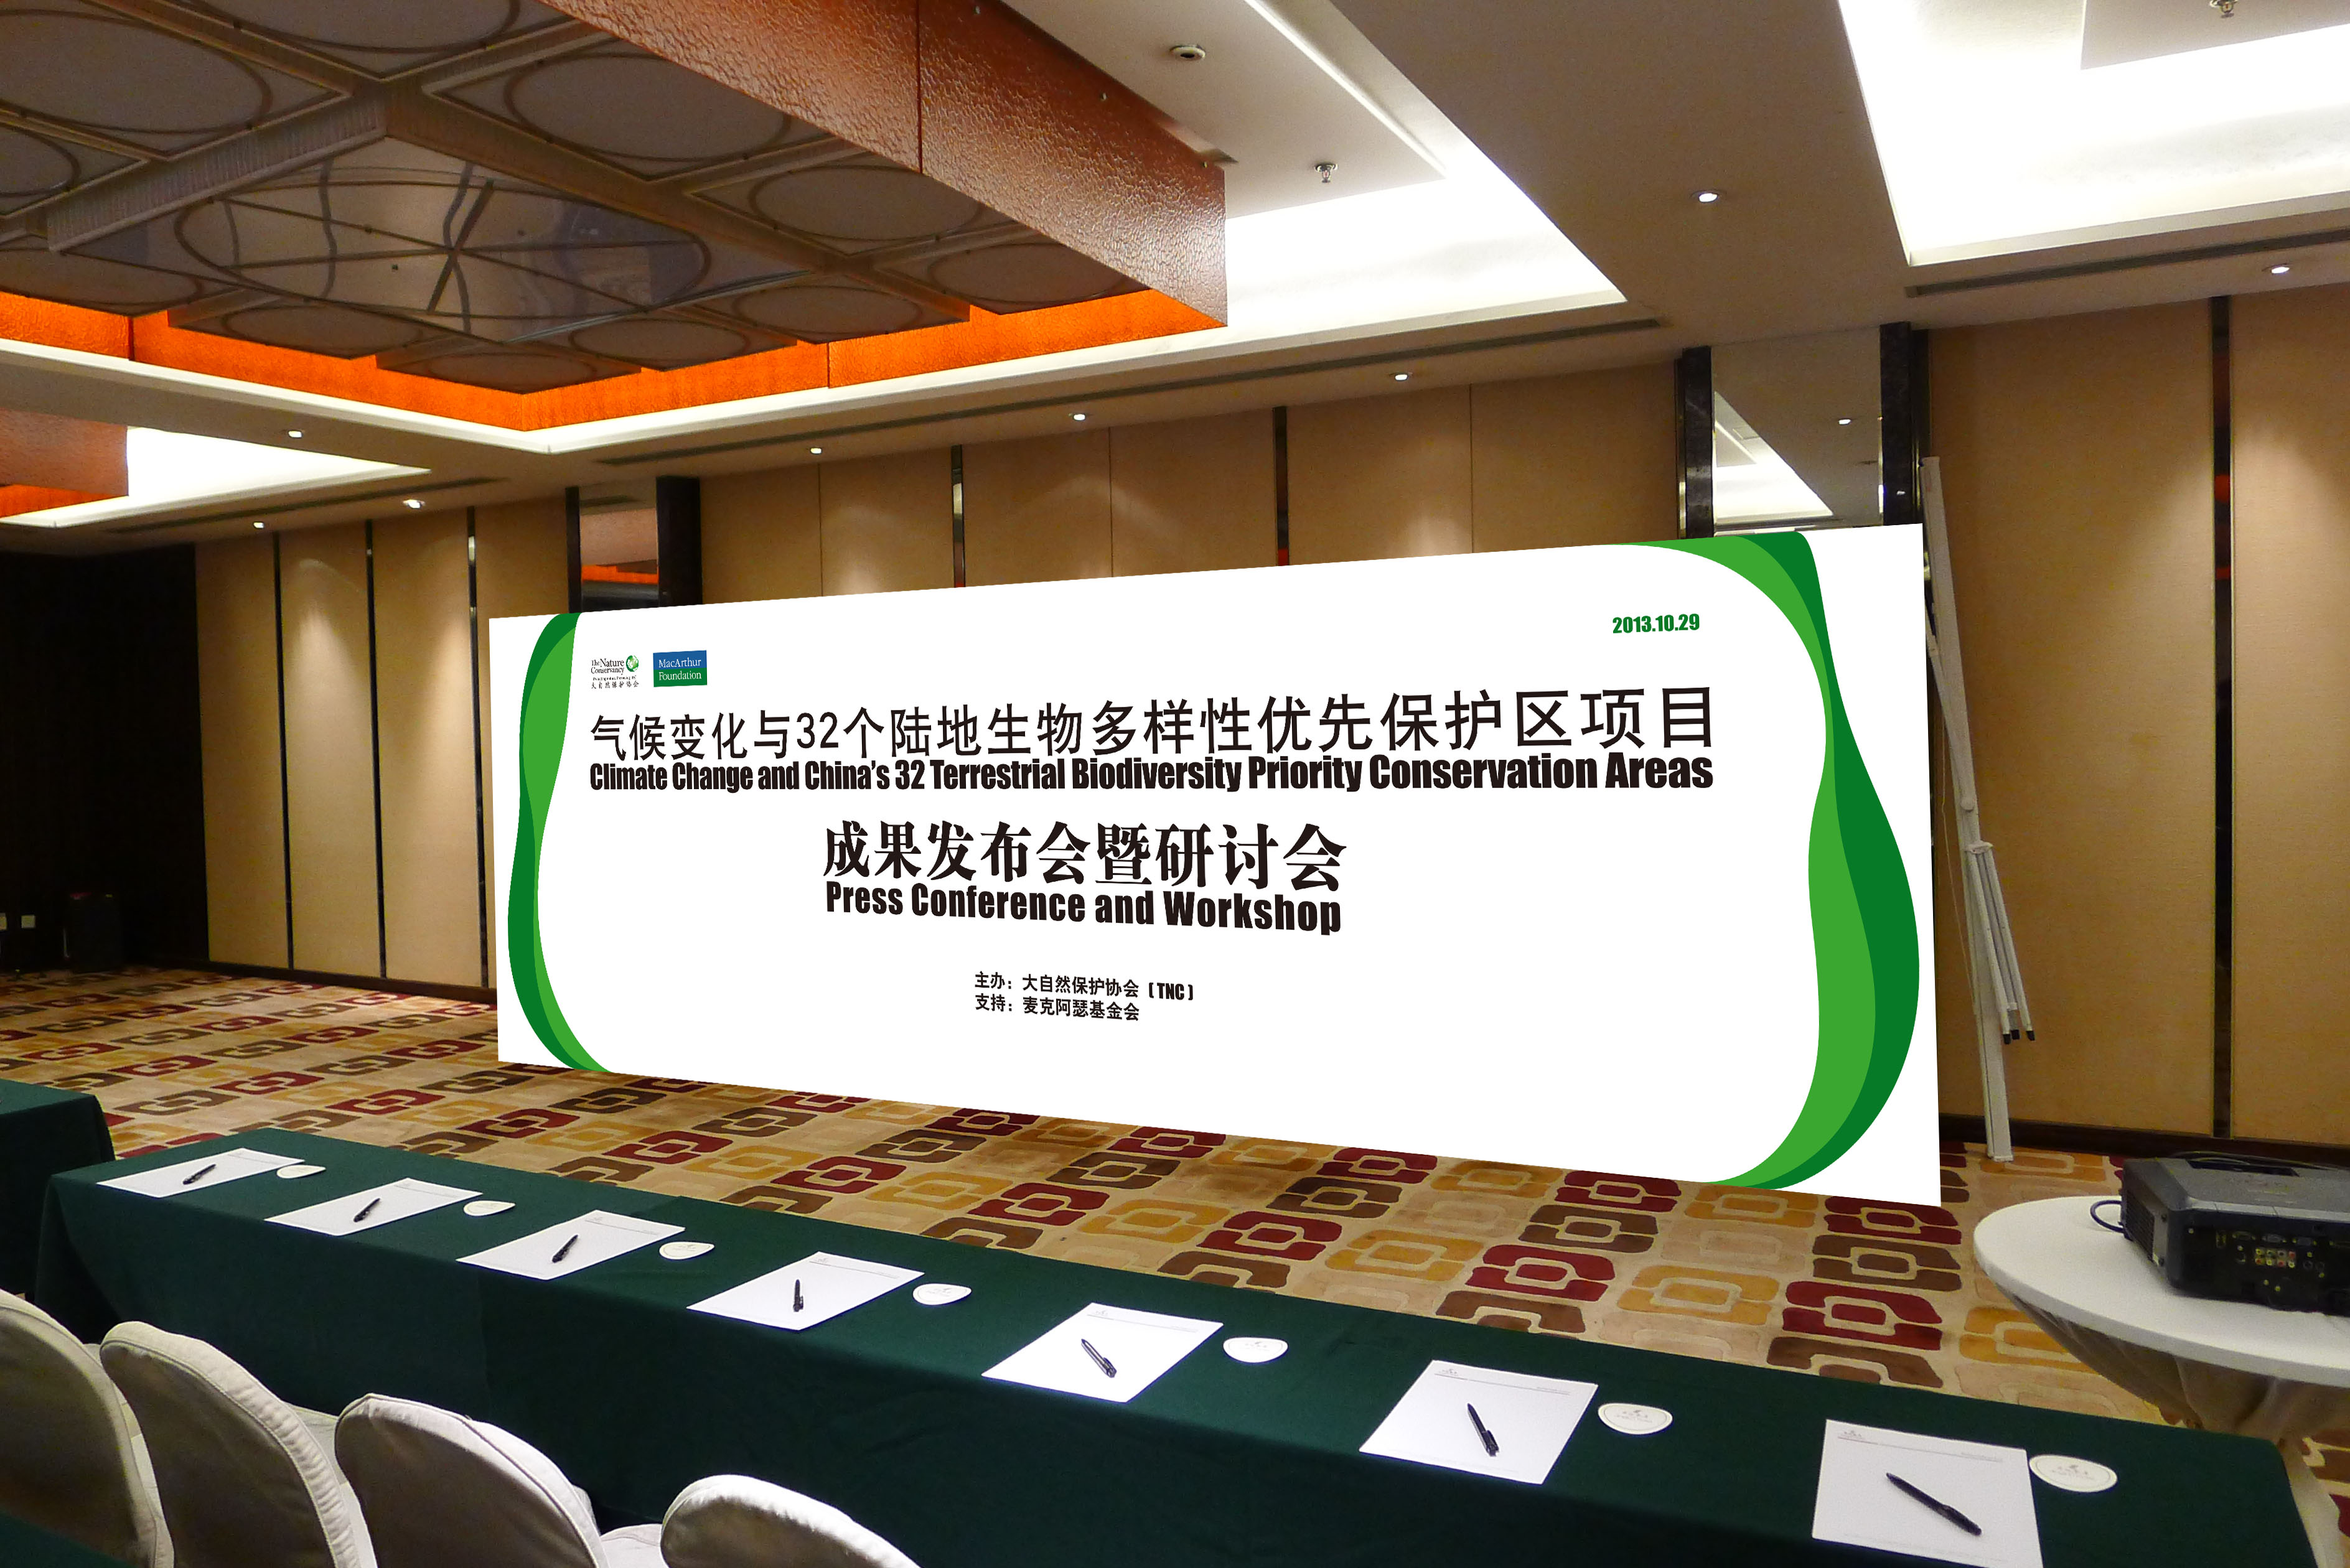 2013.10.29
The Nature
Conservancy
大自然保护协会
MacArthur
Foundation
气候变化与32个陆地生物多样性优先保护区项目
Climate Change and China's 32 Terrestrial Biodiversity Priority Conservation Areas
成果发布会暨研讨会
Press Conference and Workshop
主办：大自然保护协会（TNC）
支持：麦克阿瑟基金会